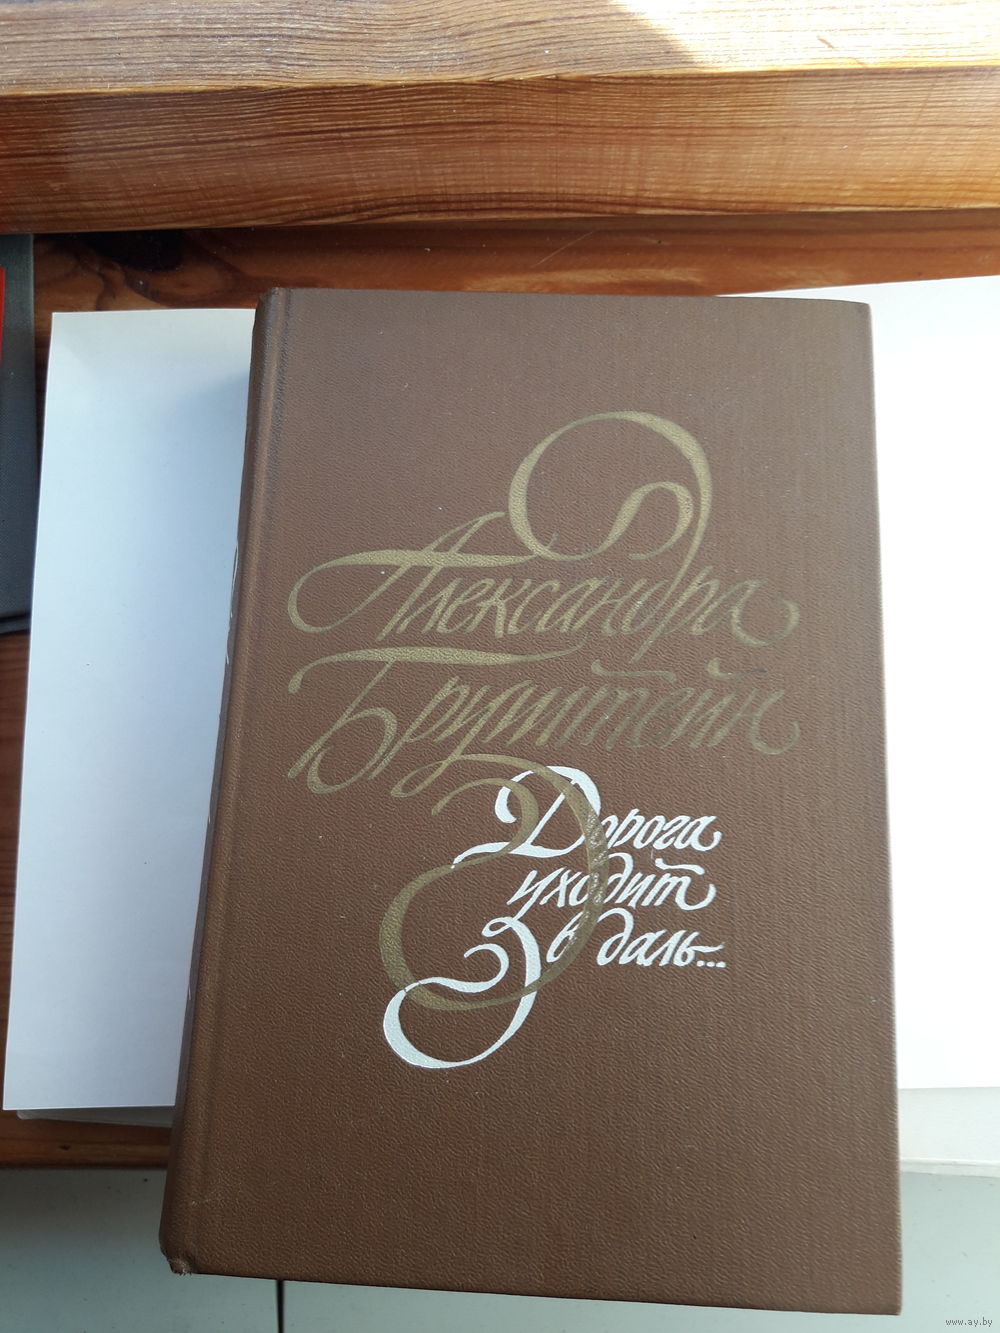 Александра
Бруштейн
Дорога
уходит
в даль...
www.ay.by